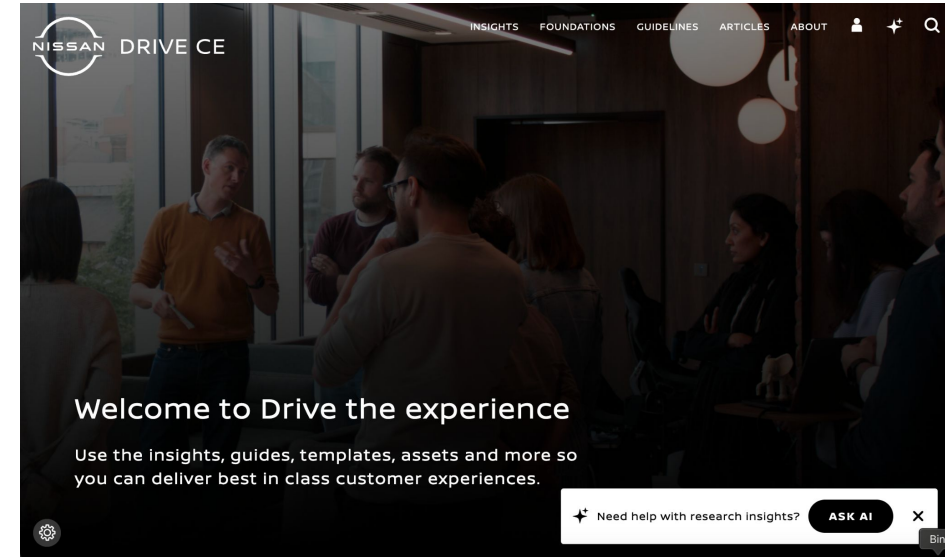 NISSAN DRIVE CE
INSIGHTS FOUNDATIONS GUIDELINES ARTICLES ABOUT
Welcome to Drive the experience
Use the insights, guides, templates, assets and more so
you can deliver best in class customer experiences.
Need help with research insights? ASK AI
Bin